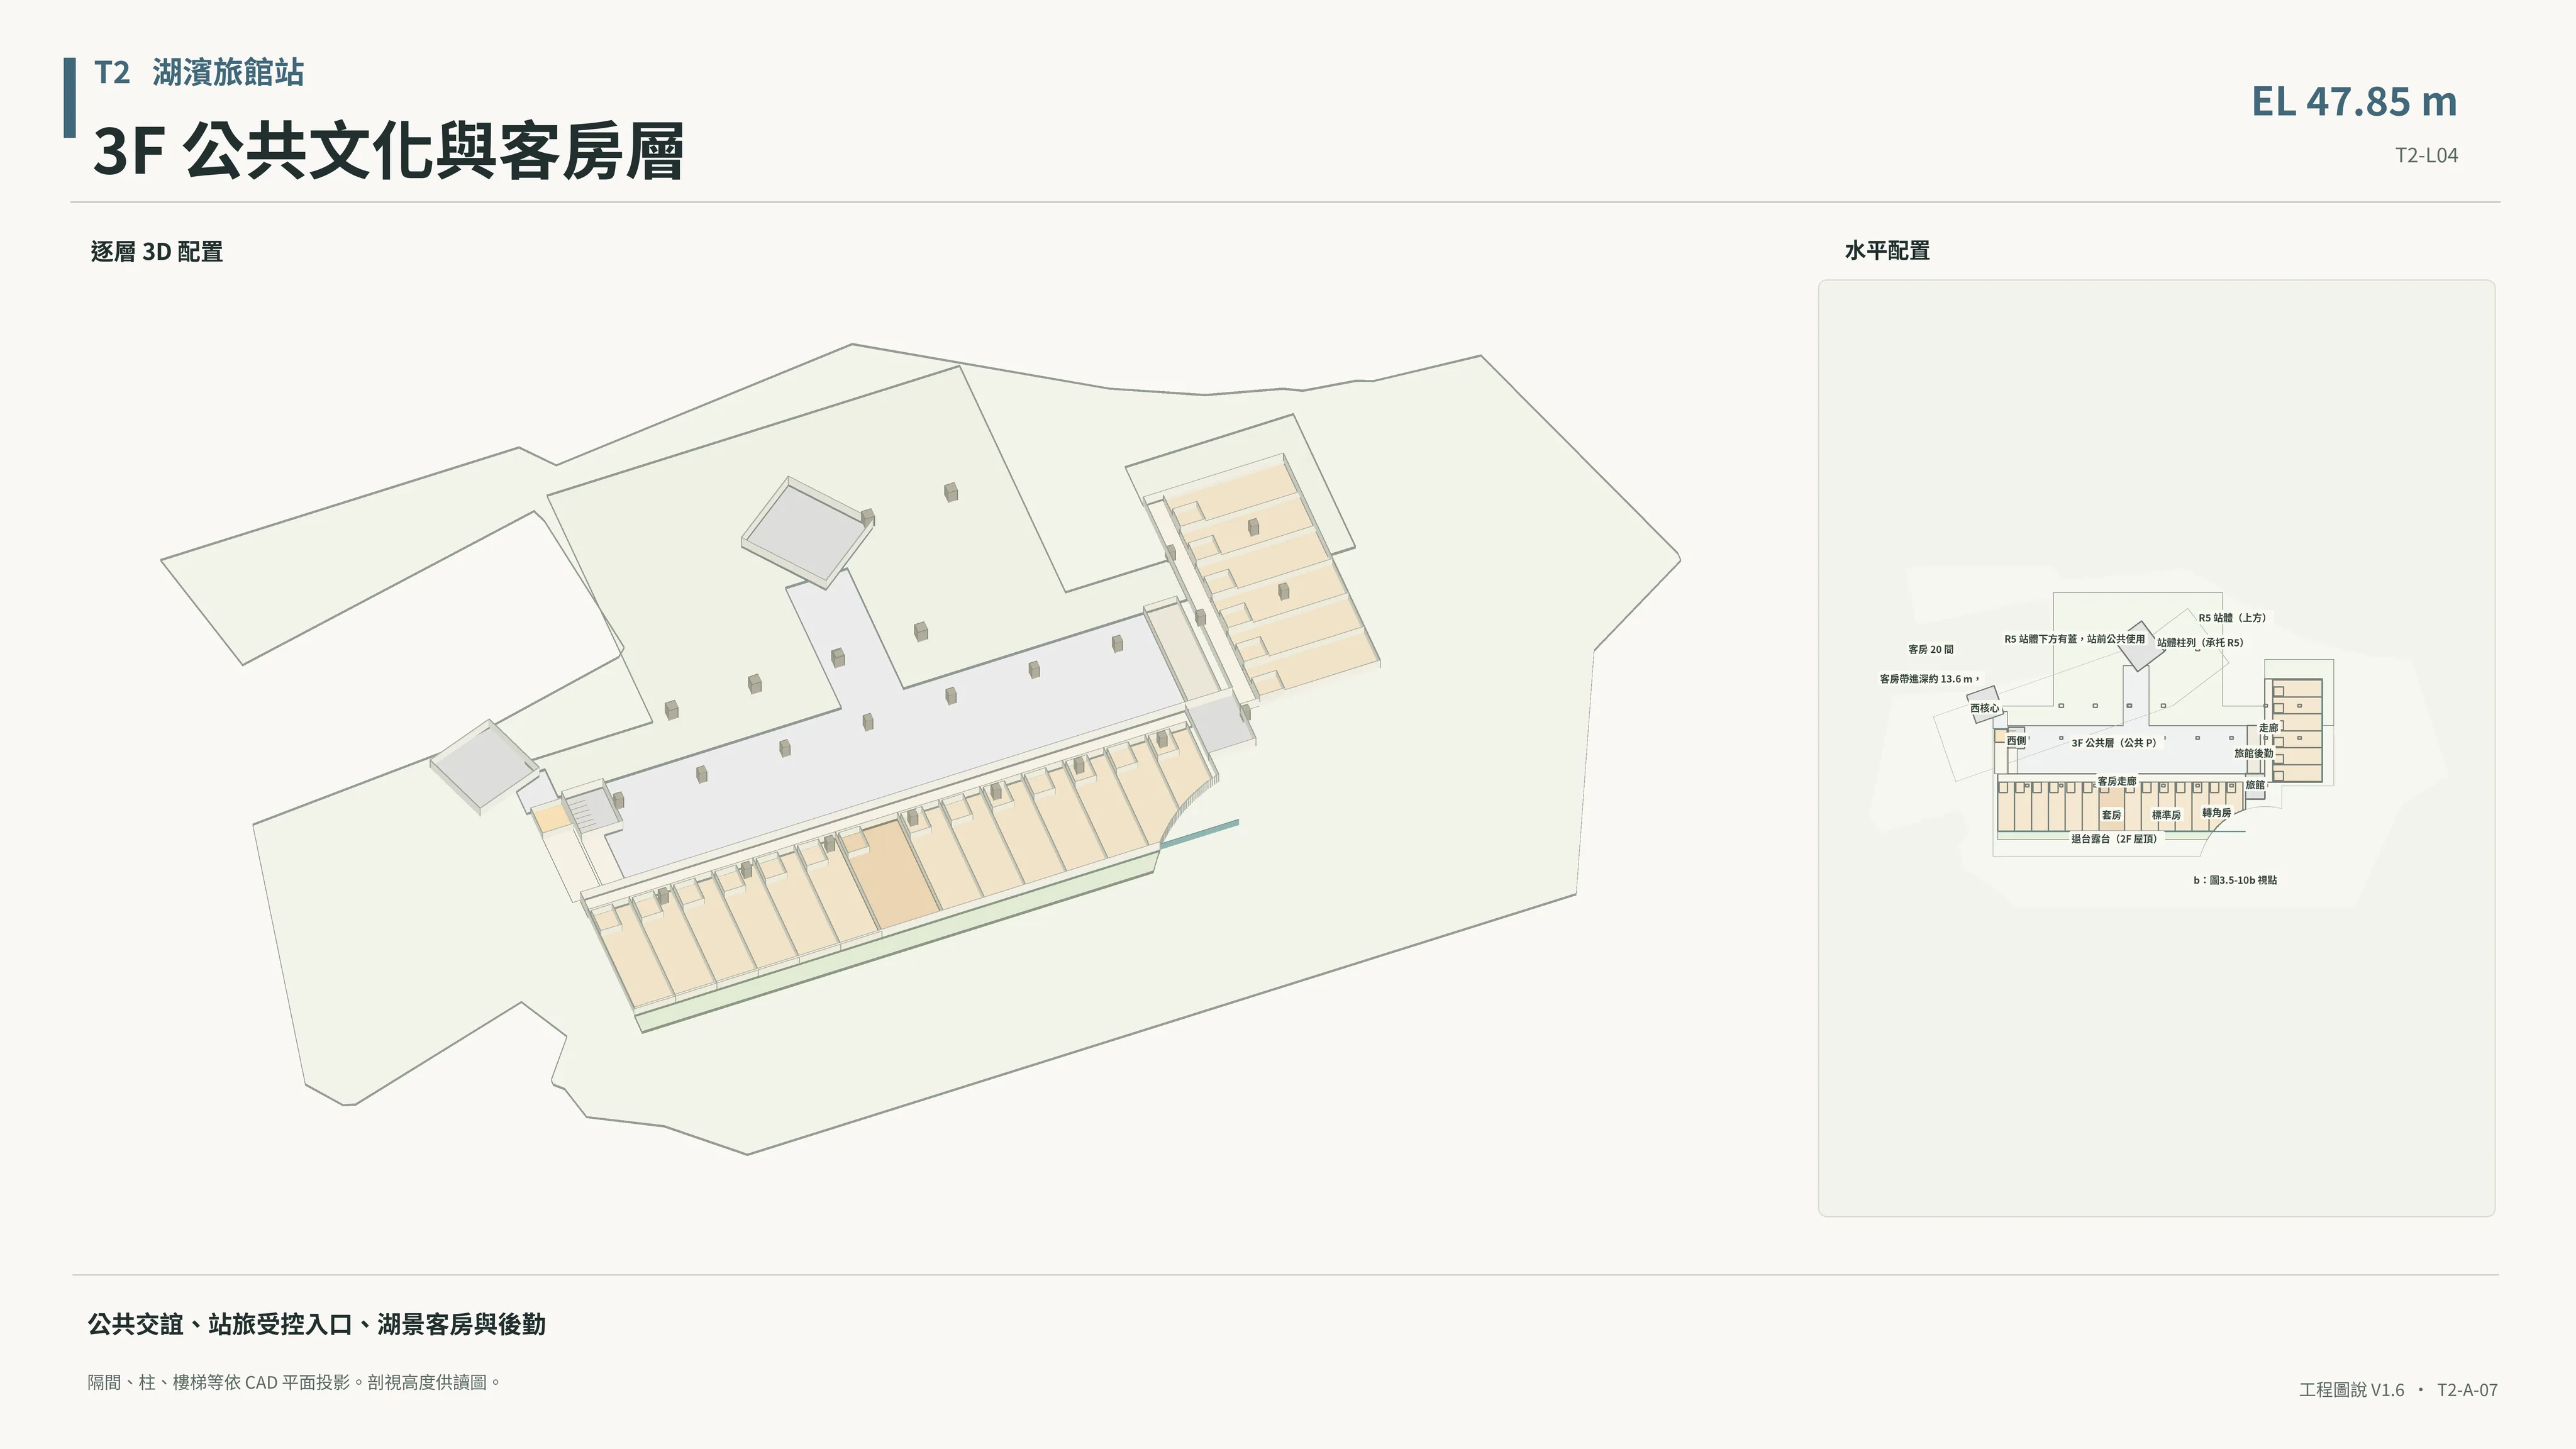 T2 湖濱旅館站
3F 公共文化與客房層
EL 47.85 m
T2-L04
逐層 3D 配置
水平配置
R5 站體（上方）
R5 站體下方有蓋，站前公共使用
站體柱列（承托 R5）
客房 20 間
客房帶進深約 13.6 m，
西核心
走廊
西側
3F 公共層（公共 P）
旅館後勤
客房走廊
旅館
套房
標準房
轉角房
退台露台（2F 屋頂）
b：圖3.5-10b 視點
公共交誼、站旅受控入口、湖景客房與後勤
隔間、柱、樓梯等依 CAD 平面投影。剖視高度供讀圖。
工程圖說 V1.6 · T2-A-07